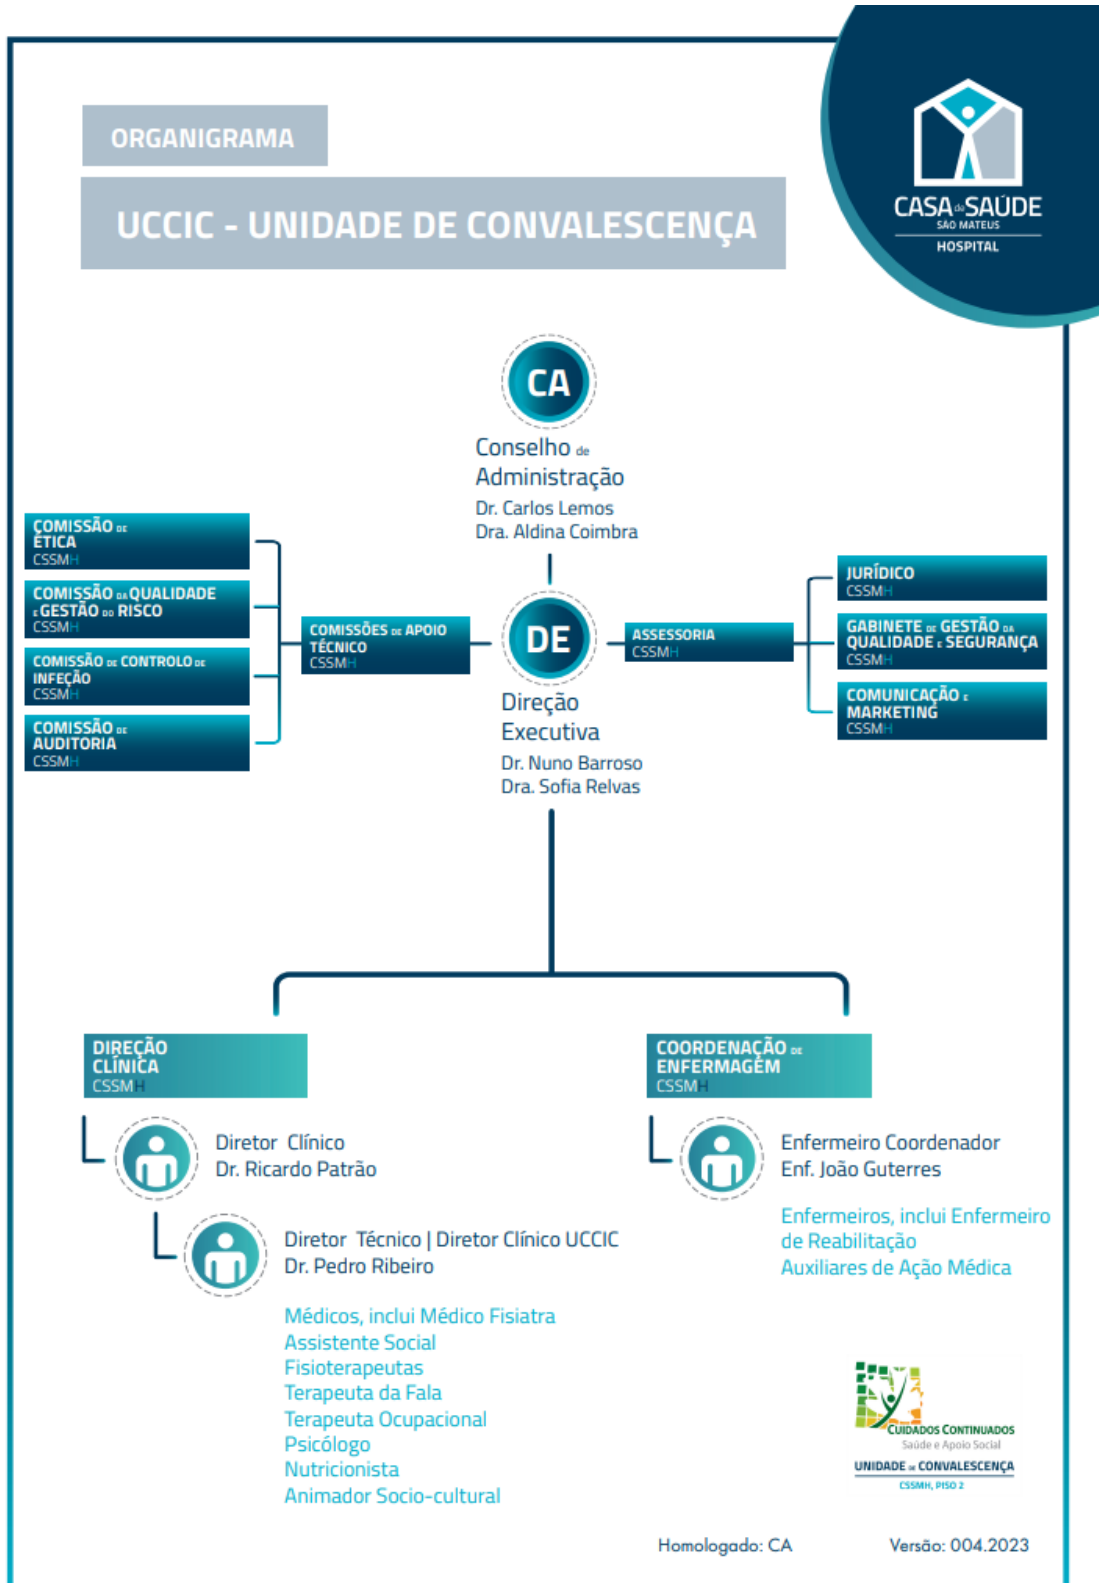 ORGANIGRAMA
UCCIC - UNIDADE DE CONVALESCENÇA
CASA de SAÚDE
SÃO MATEUS
HOSPITAL
CA
Conselho de
Administração
Dr. Carlos Lemos
Dra. Aldina Coimbra
COMISSÃO DE
ÉTICA
CSSMH
COMISSÃO DA QUALIDADE
E GESTÃO DO RISCO
CSSMH
COMISSÃO DE CONTROLO DE
INFEÇÃO
CSSMH
COMISSÃO DE
AUDITORIA
CSSMH
COMISSÕES DE APOIO
TÉCNICO
CSSMH
DE
Direção
Executiva
Dr. Nuno Barroso
Dra. Sofia Relvas
ASSESSORIA
CSSMH
JURÍDICO
CSSMH
GABINETE DE GESTÃO DA
QUALIDADE E SEGURANÇA
CSSMH
COMUNICAÇÃO E
MARKETING
CSSMH
DIREÇÃO
CLÍNICA
CSSMH
Diretor Clínico
Dr. Ricardo Patrão
Diretor Técnico | Diretor Clínico UCCIC
Dr. Pedro Ribeiro
Médicos, inclui Médico Fisiatra
Assistente Social
Fisioterapeutas
Terapeuta da Fala
Terapeuta Ocupacional
Psicólogo
Nutricionista
Animador Socio-cultural
COORDENAÇÃO DE
ENFERMAGEM
CSSMH
Enfermeiro Coordenador
Enf. João Guterres
Enfermeiros, inclui Enfermeiro
de Reabilitação
Auxiliares de Ação Médica
CUIDADOS CONTINUADOS
Saúde e Apoio Social
UNIDADE DE CONVALESCENÇA
CSSMH, PISO 2
Homologado: CA
Versão: 004.2023